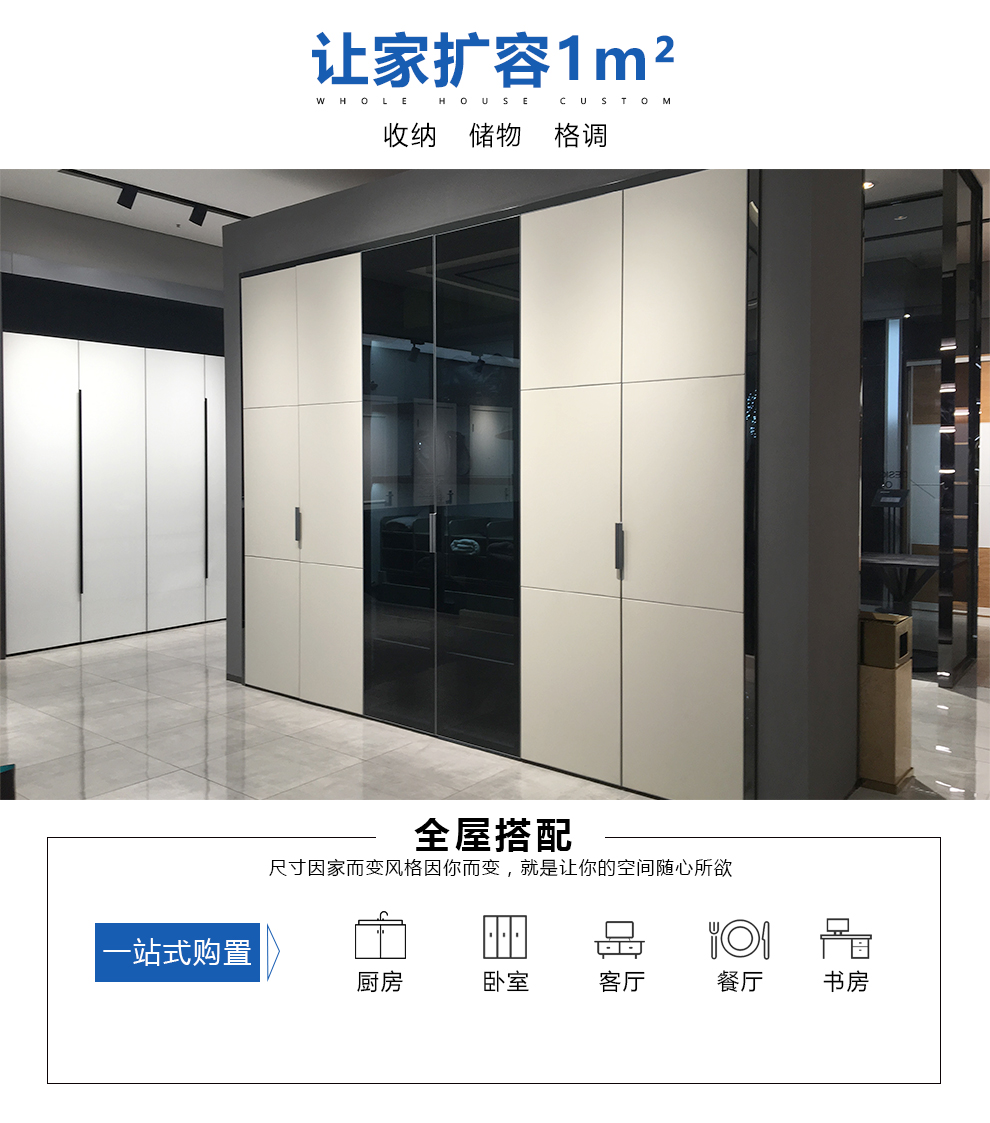 让家扩容1m²
WHOLE HOUSE CUSTOM
收纳 储物 格调
全屋搭配
尺寸因家而变风格因你而变，就是让你的空间随心所欲
一站式购置
厨房 卧室 客厅 餐厅 书房